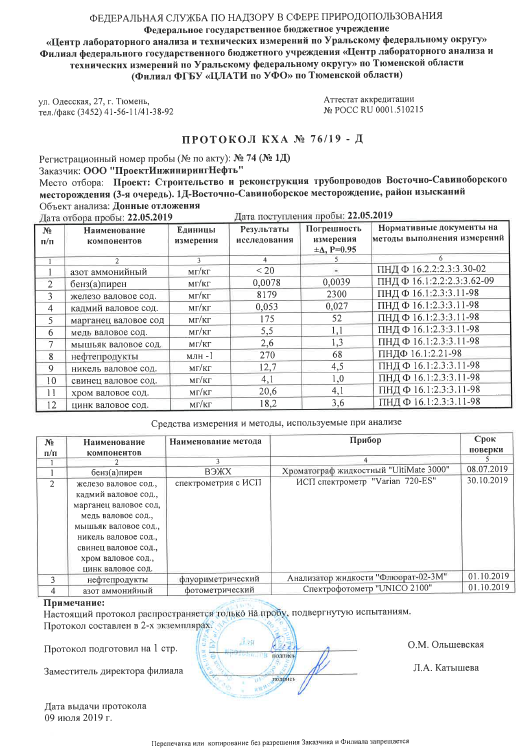 ФЕДЕРАЛЬНАЯ СЛУЖБА ПО НАДЗОРУ В СФЕРЕ ПРИРОДОПОЛЬЗОВАНИЯ
Федеральное государственное бюджетное учреждение
«Центр лабораторного анализа и технических измерений по Уральскому федеральному округу»
Филиал федерального государственного бюджетного учреждения «Центр лабораторного анализа и
технических измерений по Уральскому федеральному округу» по Тюменской области
(Филиал ФГБУ «ЦЛАТИ по УФО» по Тюменской области)
ул. Одесская, 27, г. Тюмень, Аттестат аккредитации
тел./факс (3452) 41-56-11/41-38-92 № РОСС RU 0001.510215
ПРОТОКОЛ КХА № 76/19 - Д
Регистрационный номер пробы (№ по акту): № 74 (№ 1Д)
Заказчик: ООО "ПроектИнжинирингНефть"
Место отбора: Проект: Строительство и реконструкция трубопроводов Восточно-Савиноборского
месторождения (3-я очередь). 1Д-Восточно-Савиноборское месторождение, район изысканий
Объект анализа: Донные отложения
Дата отбора пробы: 22.05.2019 Дата поступления пробы: 22.05.2019
№ Наименование Единицы Результаты Погрешность Нормативные документы на
п/п компонентов измерения исследования измерения методы выполнения измерений
±Δ, P=0.95
1 2 3 4 5 6
1 азот аммонийный мг/кг < 20 - ПНД Ф 16.2.2:2.3:3.30-02
2 бенз(а)пирен мг/кг 0,0078 0,0039 ПНД Ф 16.1:2.2:2.3:3.62-09
3 железо валовое сод. мг/кг 8179 2300 ПНД Ф 16.1:2.3:3.11-98
4 кадмий валовое сод. мг/кг 0,053 0,027 ПНД Ф 16.1:2.3:3.11-98
5 марганец валовое сод мг/кг 175 52 ПНД Ф 16.1:2.3:3.11-98
6 медь валовое сод. мг/кг 5,5 1,1 ПНД Ф 16.1:2.3:3.11-98
7 мышьяк валовое сод. мг/кг 2,6 1,3 ПНД Ф 16.1:2.3:3.11-98
8 нефтепродукты млн -1 270 68 ПНДФ 16.1:2.21-98
9 никель валовое сод. мг/кг 12,7 4,5 ПНД Ф 16.1:2.3:3.11-98
10 свинец валовое сод. мг/кг 4,1 1,0 ПНД Ф 16.1:2.3:3.11-98
11 хром валовое сод. мг/кг 20,6 4,1 ПНД Ф 16.1:2.3:3.11-98
12 цинк валовое сод. мг/кг 18,2 3,6 ПНД Ф 16.1:2.3:3.11-98
Средства измерения и методы, используемые при анализе
№ Наименование Наименование метода Прибор Срок
п/п компонентов поверки
1 2 3 4 5
1 бенз(а)пирен ВЭЖХ Хроматограф жидкостный "UltiMate 3000" 08.07.2019
2 железо валовое сод., спектрометрия с ИСП ИСП спектрометр "Varian 720-ES" 30.10.2019
кадмий валовое сод.,
марганец валовое сод,
медь валовое сод.,
мышьяк валовое сод.,
никель валовое сод.,
свинец валовое сод.,
хром валовое сод.,
цинк валовое сод.
3 нефтепродукты флуориметрический Анализатор жидкости "Флюорат-02-3М" 01.10.2019
4 азот аммонийный фотометрический Спектрофотометр "UNICO 2100" 01.10.2019
Примечание:
Настоящий протокол распространяется только на пробу, подвергнутую испытаниям.
Протокол составлен в 2-х экземплярах.
Протокол подготовил на 1 стр. О.М. Ольшевская
подпись
Заместитель директора филиала Л.А. Катышева
подпись
Для
Дата выдачи протокола
09 июля 2019 г.
Перепечатка или копирование без разрешения Заказчика и Филиала запрещается